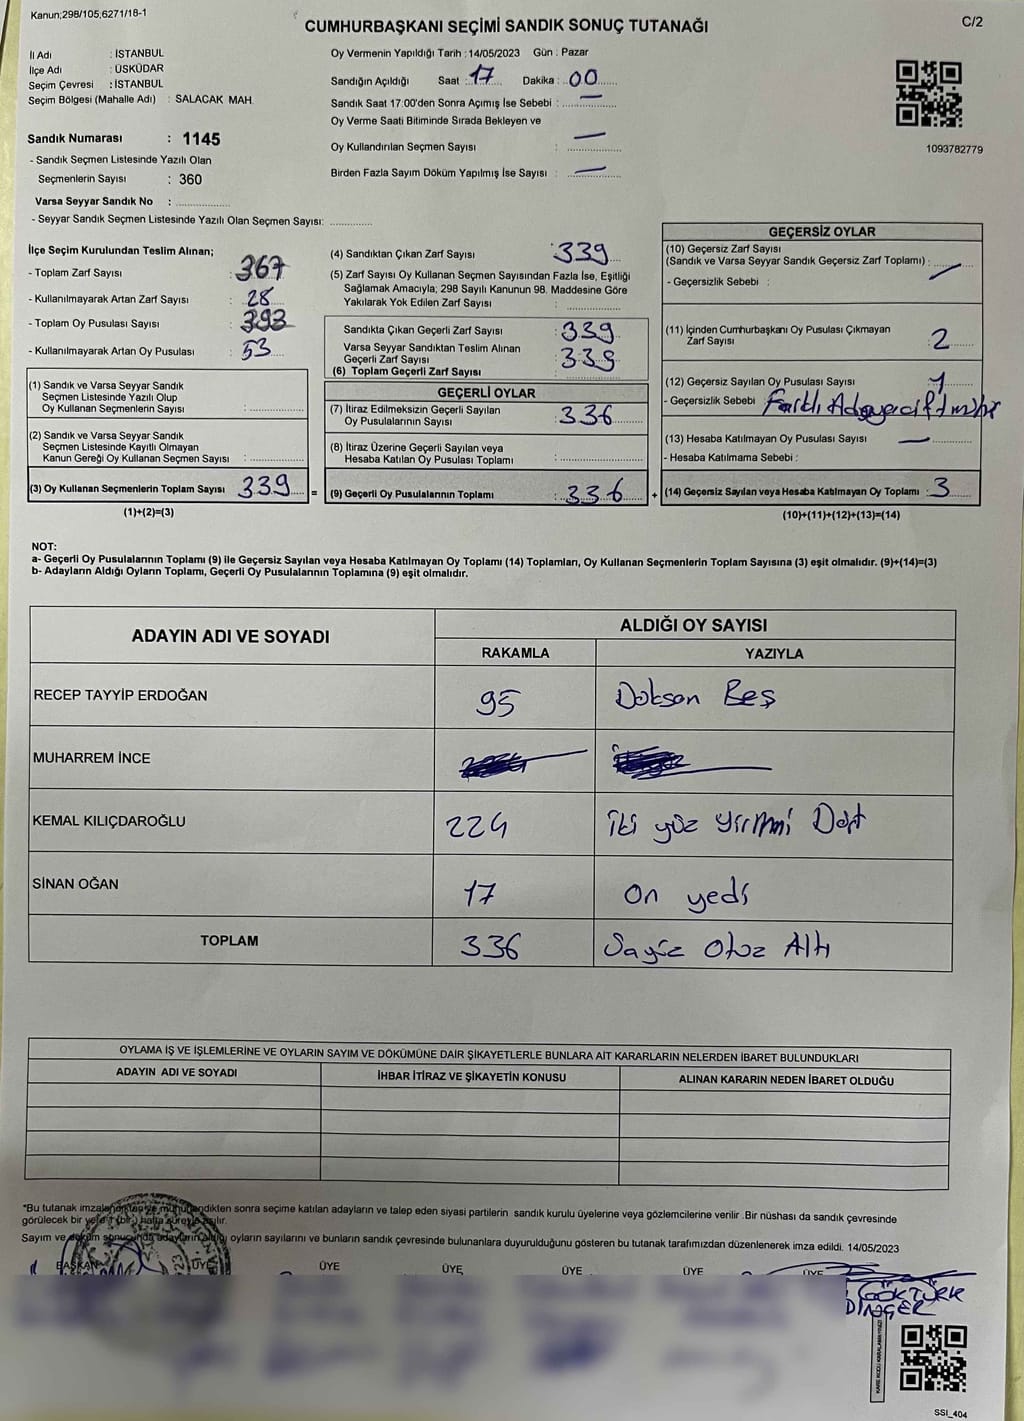 Kanun;298/105,6271/18-1
CUMHURBAŞKANI SEÇİMİ SANDIK SONUÇ TUTANAĞI
C/2
İl Adı : İSTANBUL
İlçe Adı : ÜSKÜDAR
Seçim Çevresi : İSTANBUL
Seçim Bölgesi (Mahalle Adı) : SALACAK MAH.
Sandık Numarası : 1145
- Sandık Seçmen Listesinde Yazılı Olan
Seçmenlerin Sayısı : 360
Varsa Seyyar Sandık No :
- Seyyar Sandık Seçmen Listesinde Yazılı Olan Seçmen Sayısı:
Oy Vermenin Yapıldığı Tarih : 14/05/2023 Gün : Pazar
Sandığın Açıldığı Saat : 17 Dakika : 00
Sandık Saat 17:00'den Sonra Açımış İse Sebebi : —
Oy Verme Saati Bitiminde Sırada Bekleyen ve
Oy Kullandırılan Seçmen Sayısı : —
Birden Fazla Sayım Döküm Yapılmış İse Sayısı : —
1093782779
İlçe Seçim Kurulundan Teslim Alınan;
- Toplam Zarf Sayısı : 367
- Kullanılmayarak Artan Zarf Sayısı : 28
- Toplam Oy Pusulası Sayısı : 393
- Kullanılmayarak Artan Oy Pusulası : 53
(1) Sandık ve Varsa Seyyar Sandık
Seçmen Listesinde Yazılı Olup
Oy Kullanan Seçmenlerin Sayısı :
(2) Sandık ve Varsa Seyyar Sandık
Seçmen Listesinde Kayıtlı Olmayan
Kanun Gereği Oy Kullanan Seçmen Sayısı :
(3) Oy Kullanan Seçmenlerin Toplam Sayısı 339 =
(1)+(2)=(3)
(4) Sandıktan Çıkan Zarf Sayısı : 339
(5) Zarf Sayısı Oy Kullanan Seçmen Sayısından Fazla İse, Eşitliği
Sağlamak Amacıyla; 298 Sayılı Kanunun 98. Maddesine Göre
Yakılarak Yok Edilen Zarf Sayısı :
Sandıkta Çıkan Geçerli Zarf Sayısı : 339
Varsa Seyyar Sandıktan Teslim Alınan
Geçerli Zarf Sayısı : 339
(6) Toplam Geçerli Zarf Sayısı :
GEÇERLİ OYLAR
(7) İtiraz Edilmeksizin Geçerli Sayılan
Oy Pusulalarının Sayısı : 336
(8) İtiraz Üzerine Geçerli Sayılan veya
Hesaba Katılan Oy Pusulası Toplamı :
(9) Geçerli Oy Pusulalarının Toplamı : 336 +
GEÇERSİZ OYLAR
(10) Geçersiz Zarf Sayısı
(Sandık ve Varsa Seyyar Sandık Geçersiz Zarf Toplamı) : —
- Geçersizlik Sebebi :
(11) İçinden Cumhurbaşkanı Oy Pusulası Çıkmayan
Zarf Sayısı : 2
(12) Geçersiz Sayılan Oy Pusulası Sayısı : 1
- Geçersizlik Sebebi : Farklı Adaya çift mühür
(13) Hesaba Katılmayan Oy Pusulası Sayısı : —
- Hesaba Katılmama Sebebi :
(14) Geçersiz Sayılan veya Hesaba Katılmayan Oy Toplamı : 3
(10)+(11)+(12)+(13)=(14)
NOT:
a- Geçerli Oy Pusulalarının Toplamı (9) ile Geçersiz Sayılan veya Hesaba Katılmayan Oy Toplamı (14) Toplamları, Oy Kullanan Seçmenlerin Toplam Sayısına (3) eşit olmalıdır. (9)+(14)=(3)
b- Adayların Aldığı Oyların Toplamı, Geçerli Oy Pusulalarının Toplamına (9) eşit olmalıdır.
ADAYIN ADI VE SOYADI
ALDIĞI OY SAYISI
RAKAMLA YAZIYLA
RECEP TAYYİP ERDOĞAN 95 Doksan Beş
MUHARREM İNCE
KEMAL KILIÇDAROĞLU 224 iki yüz yirmi Dört
SİNAN OĞAN 17 on yedi
TOPLAM 336 Otuz Altı
OYLAMA İŞ VE İŞLEMLERİNE VE OYLARIN SAYIM VE DÖKÜMÜNE DAİR ŞİKAYETLERLE BUNLARA AİT KARARLARIN NELERDEN İBARET BULUNDUKLARI
ADAYIN ADI VE SOYADI İHBAR İTİRAZ VE ŞİKAYETİN KONUSU ALINAN KARARIN NEDEN İBARET OLDUĞU
*Bu tutanak imzalandıktan ve mühürlendikten sonra seçime katılan adayların ve talep eden siyasi partilerin sandık kurulu üyelerine veya gözlemcilerine verilir .Bir nüshası da sandık çevresinde
görülecek bir yere 1 (bir) hafta süreyle asılır.
Sayım ve döküm sonucunda adayların aldığı oyların sayılarını ve bunların sandık çevresinde bulunanlara duyurulduğunu gösteren bu tutanak tarafımızdan düzenlenerek imza edildi. 14/05/2023
BAŞKAN ÜYE ÜYE ÜYE ÜYE ÜYE ÜYE
GÖKTÜRK
DİNÇER
KARE KODU KARALAMAYINIZ!
SSI_404